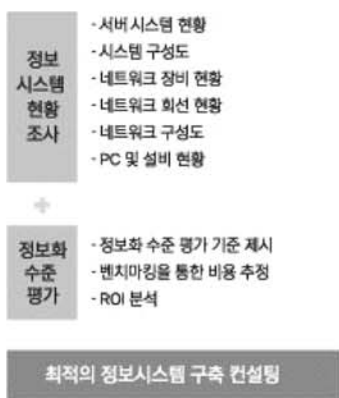 정보
시스템
현황
조사
- 서버 시스템 현황
- 시스템 구성도
- 네트워크 장비 현황
- 네트워크 회선 현황
- 네트워크 구성도
- PC 및 설비 현황
+
정보화
수준
평가
- 정보화 수준 평가 기준 제시
- 벤치마킹을 통한 비용 추정
- ROI 분석
최적의 정보시스템 구축 컨설팅